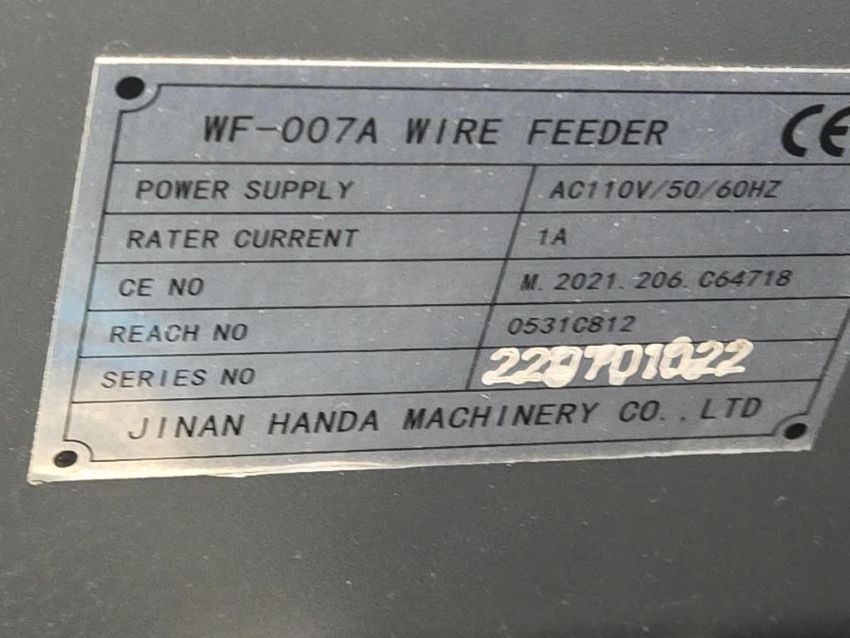 WF-007A WIRE FEEDER CE
POWER SUPPLY AC110V/50/60HZ
RATER CURRENT 1A
CE NO M. 2021. 206. C64718
REACH NO 0531C812
SERIES NO 220701022
JINAN HANDA MACHINERY CO. , LTD